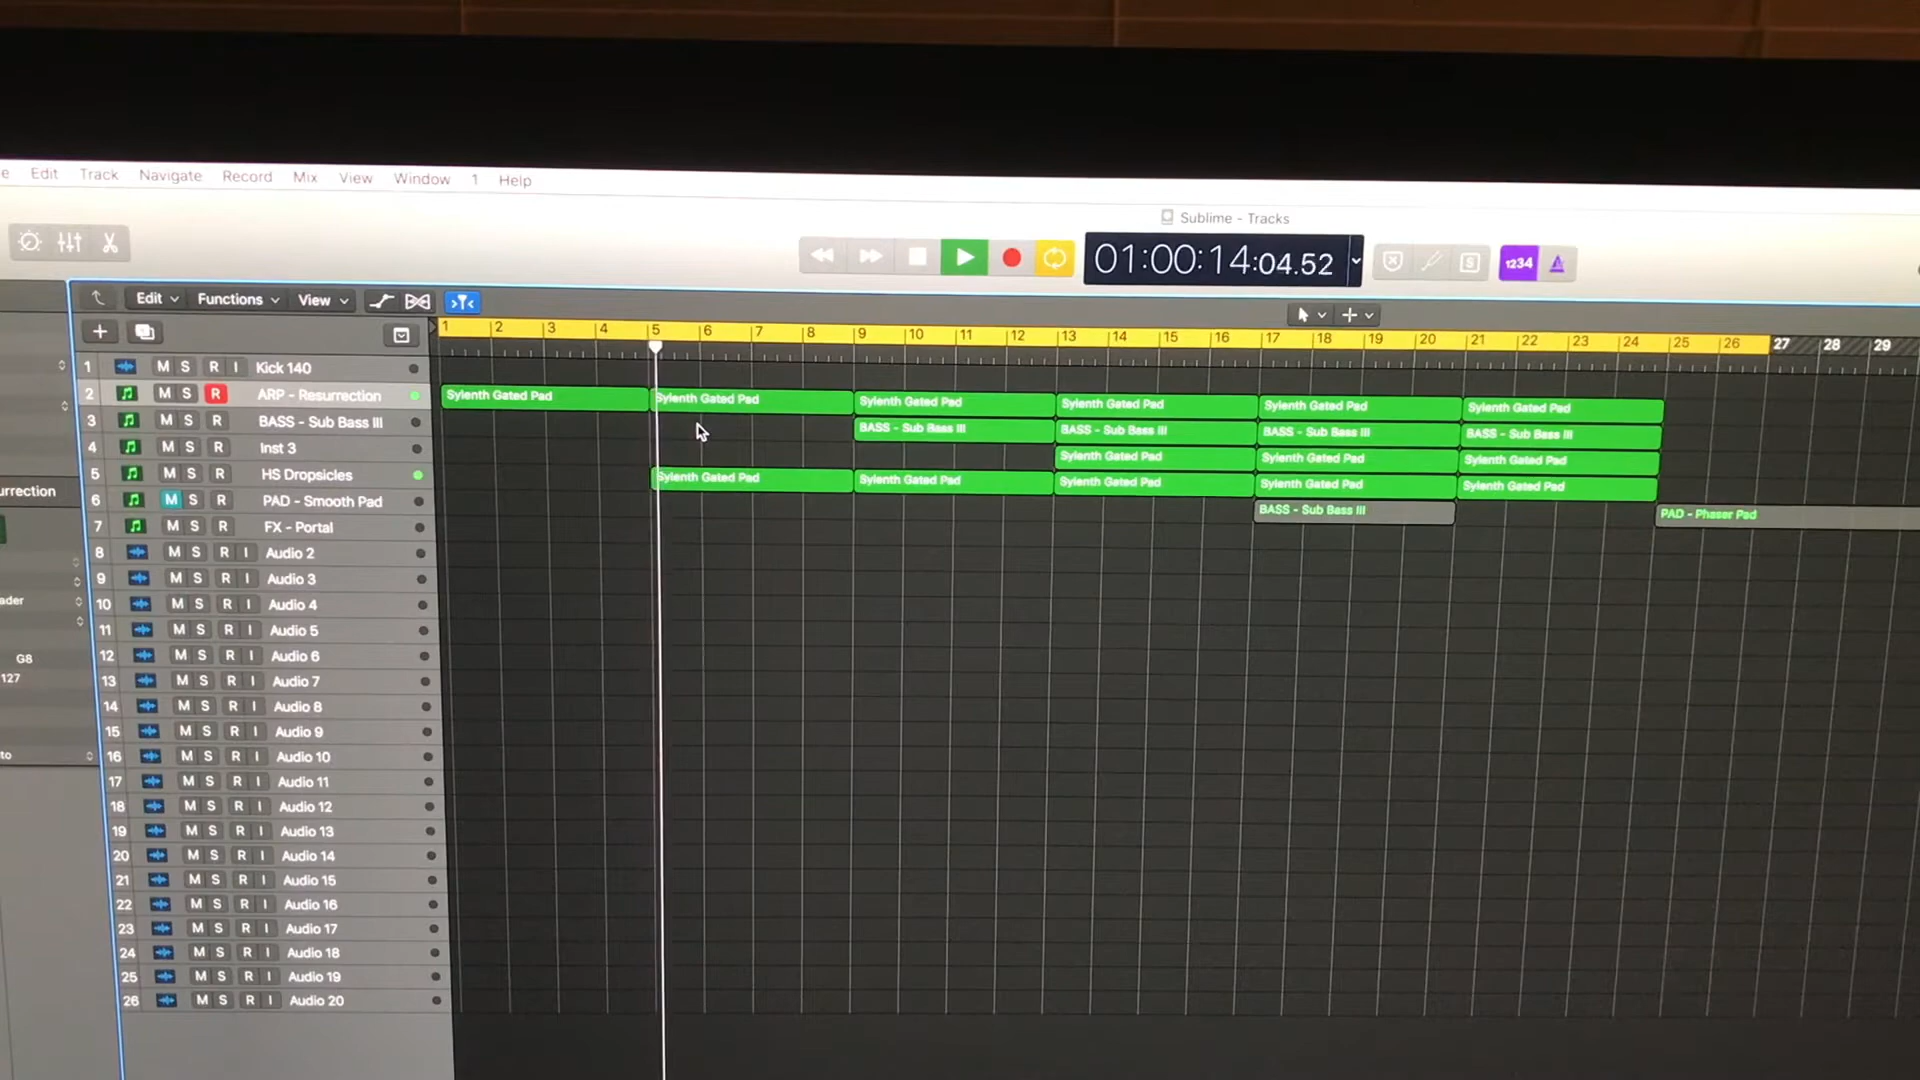 e Edit Track Navigate Record Mix View Window 1 Help
Sublime - Tracks
01:00:14:04.52
S 1234
Edit Functions View
1 2 3 4 5 6 7 8 9 10 11 12 13 14 15 16 17 18 19 20 21 22 23 24 25 26 27 28 29
1 M S R I Kick 140
2 M S R ARP - Resurrection Sylenth Gated Pad Sylenth Gated Pad Sylenth Gated Pad Sylenth Gated Pad Sylenth Gated Pad Sylenth Gated Pad
3 M S R BASS - Sub Bass III BASS - Sub Bass III BASS - Sub Bass III BASS - Sub Bass III BASS - Sub Bass III
4 M S R Inst 3 Sylenth Gated Pad Sylenth Gated Pad Sylenth Gated Pad
5 M S R HS Dropsicles Sylenth Gated Pad Sylenth Gated Pad Sylenth Gated Pad Sylenth Gated Pad Sylenth Gated Pad
urrection
6 M S R PAD - Smooth Pad BASS - Sub Bass III PAD - Phaser Pad
7 M S R FX - Portal
8 M S R I Audio 2
9 M S R I Audio 3
ader
10 M S R I Audio 4
11 M S R I Audio 5
G8
12 M S R I Audio 6
127
13 M S R I Audio 7
14 M S R I Audio 8
15 M S R I Audio 9
to
16 M S R I Audio 10
17 M S R I Audio 11
18 M S R I Audio 12
19 M S R I Audio 13
20 M S R I Audio 14
21 M S R I Audio 15
22 M S R I Audio 16
23 M S R I Audio 17
24 M S R I Audio 18
25 M S R I Audio 19
26 M S R I Audio 20